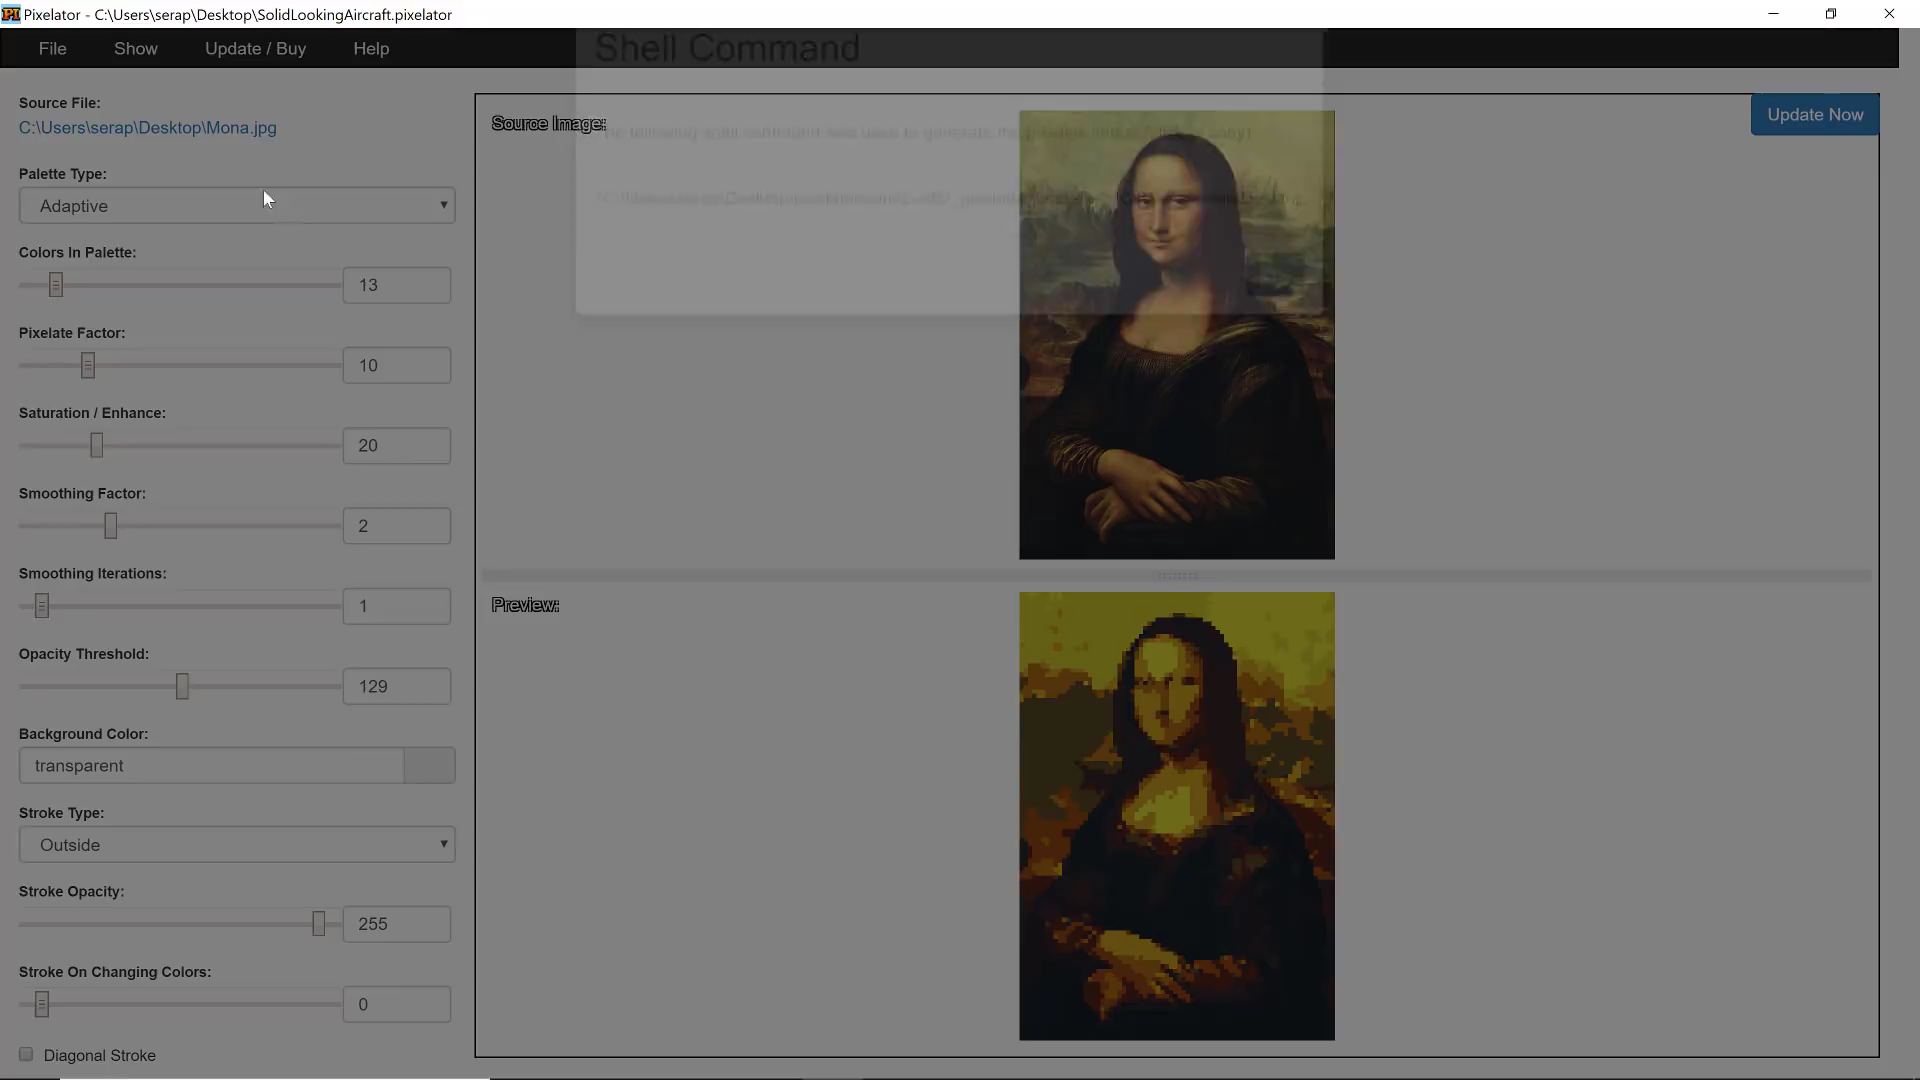 Pixelator - C:\Users\serap\Desktop\SolidLookingAircraft.pixelator
File Show Update / Buy Help
Shell Command
Source File:
C:\Users\serap\Desktop\Mona.jpg
Palette Type:
Adaptive
Colors In Palette:
13
Pixelate Factor:
10
Saturation / Enhance:
20
Smoothing Factor:
2
Smoothing Iterations:
1
Opacity Threshold:
129
Background Color:
transparent
Stroke Type:
Outside
Stroke Opacity:
255
Stroke On Changing Colors:
0
Diagonal Stroke
Source Image:
Update Now
Preview: